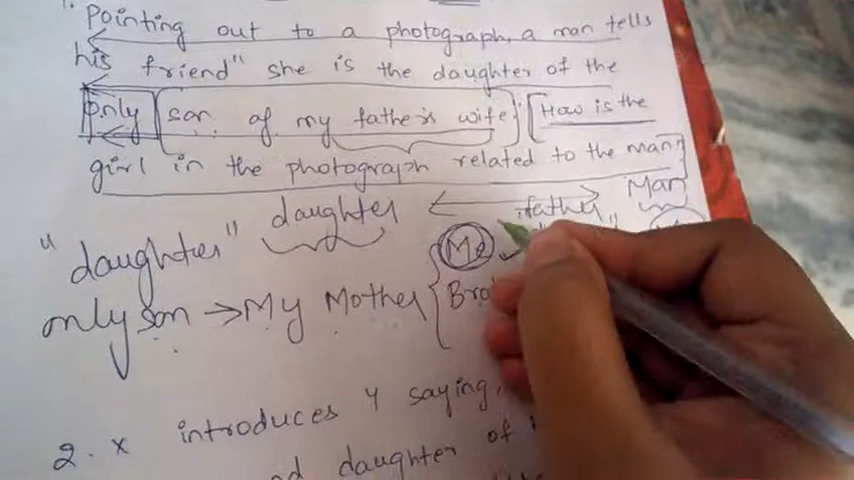 1. Pointing out to a photograph, a man tells
his friend" she is the daughter of the
only son of my father's wife. How is the
girl in the photograph related to the man?
Man
"daughter" daughter father
only son → My Mother { Me
2. x introduces Y saying,
daughter of